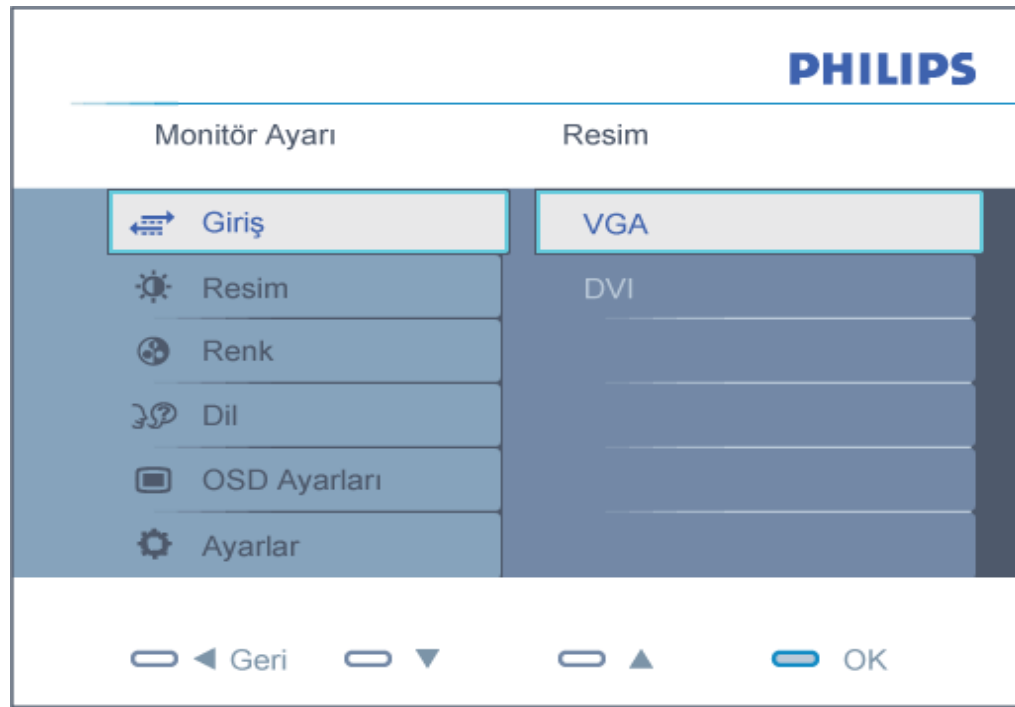 PHILIPS
Monitör Ayarı Resim
Giriş VGA
Resim DVI
Renk
Dil
OSD Ayarları
Ayarlar
Geri OK